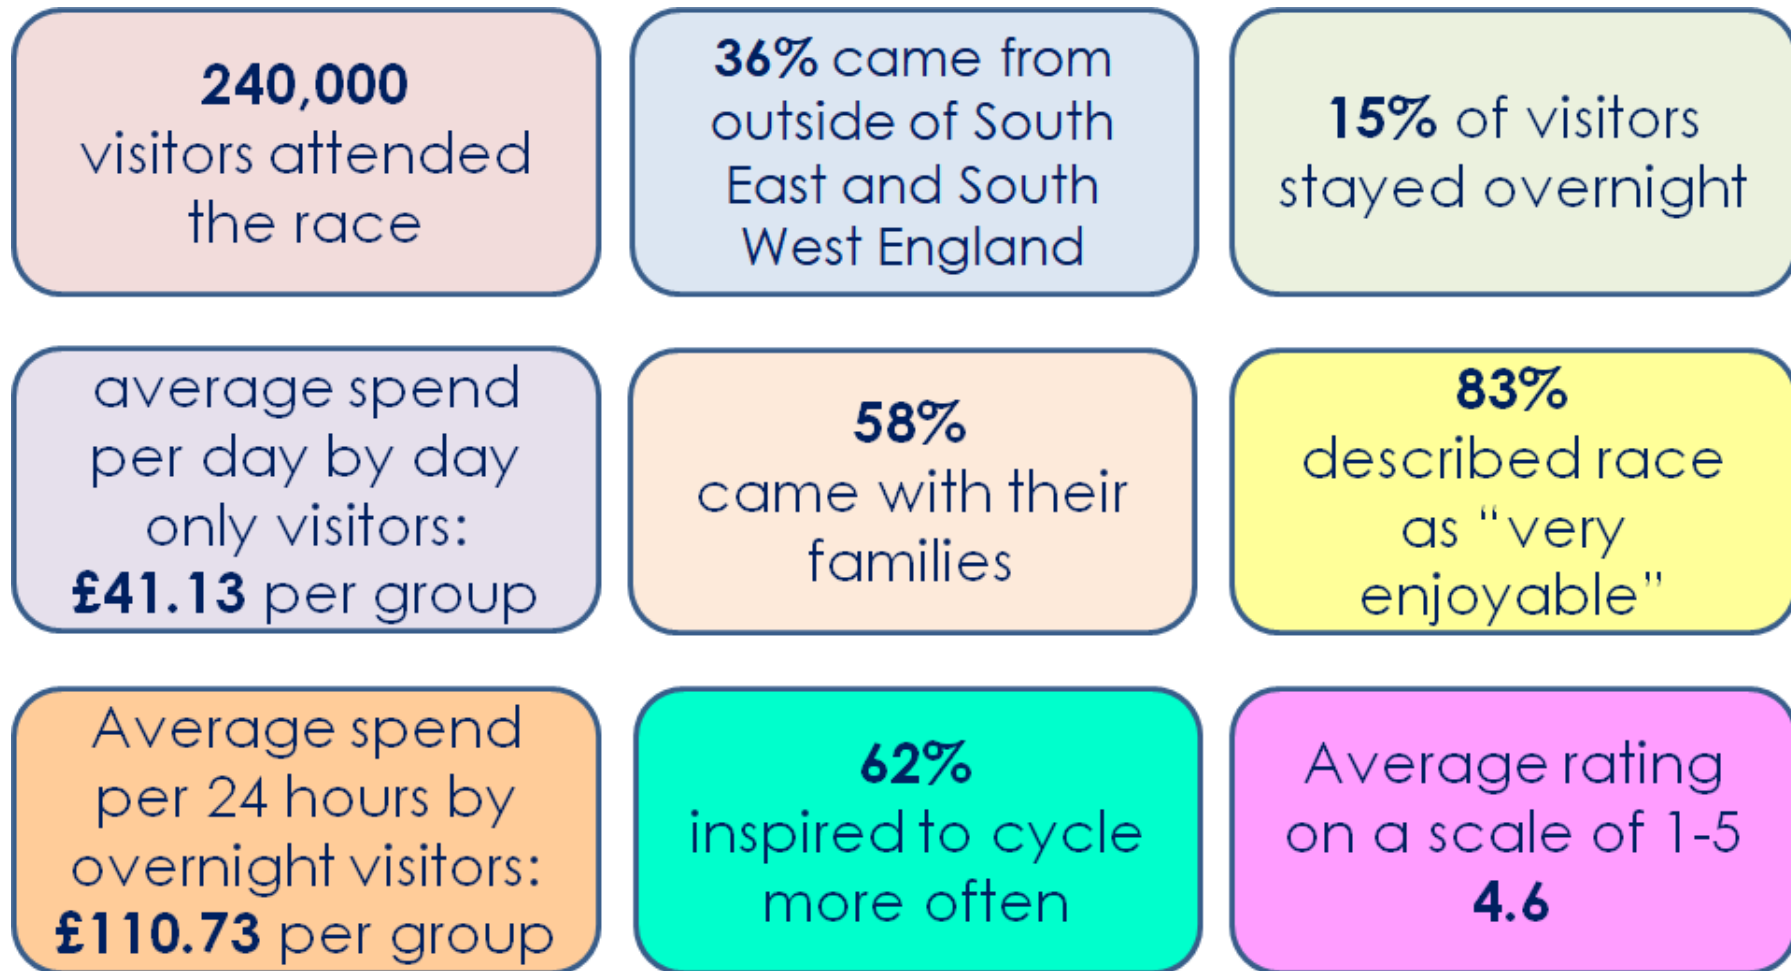 240,000
visitors attended
the race
36% came from
outside of South
East and South
West England
15% of visitors
stayed overnight
average spend
per day by day
only visitors:
£41.13 per group
58%
came with their
families
83%
described race
as “very
enjoyable”
Average spend
per 24 hours by
overnight visitors:
£110.73 per group
62%
inspired to cycle
more often
Average rating
on a scale of 1-5
4.6